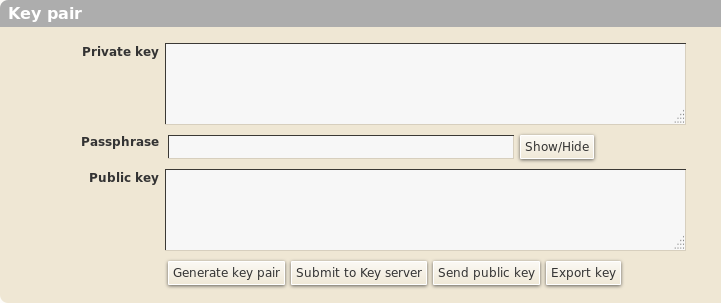 Key pair
Private key
Passphrase Show/Hide
Public key
Generate key pair Submit to Key server Send public key Export key